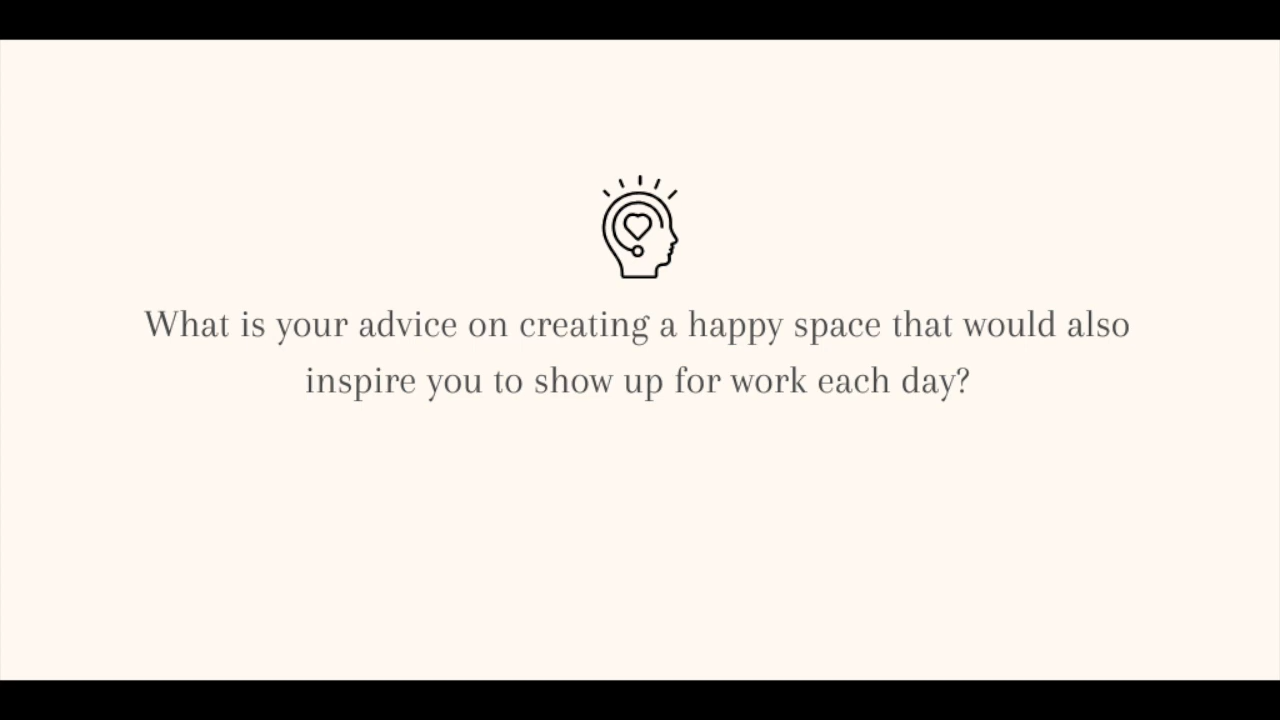 What is your advice on creating a happy space that would also
inspire you to show up for work each day?